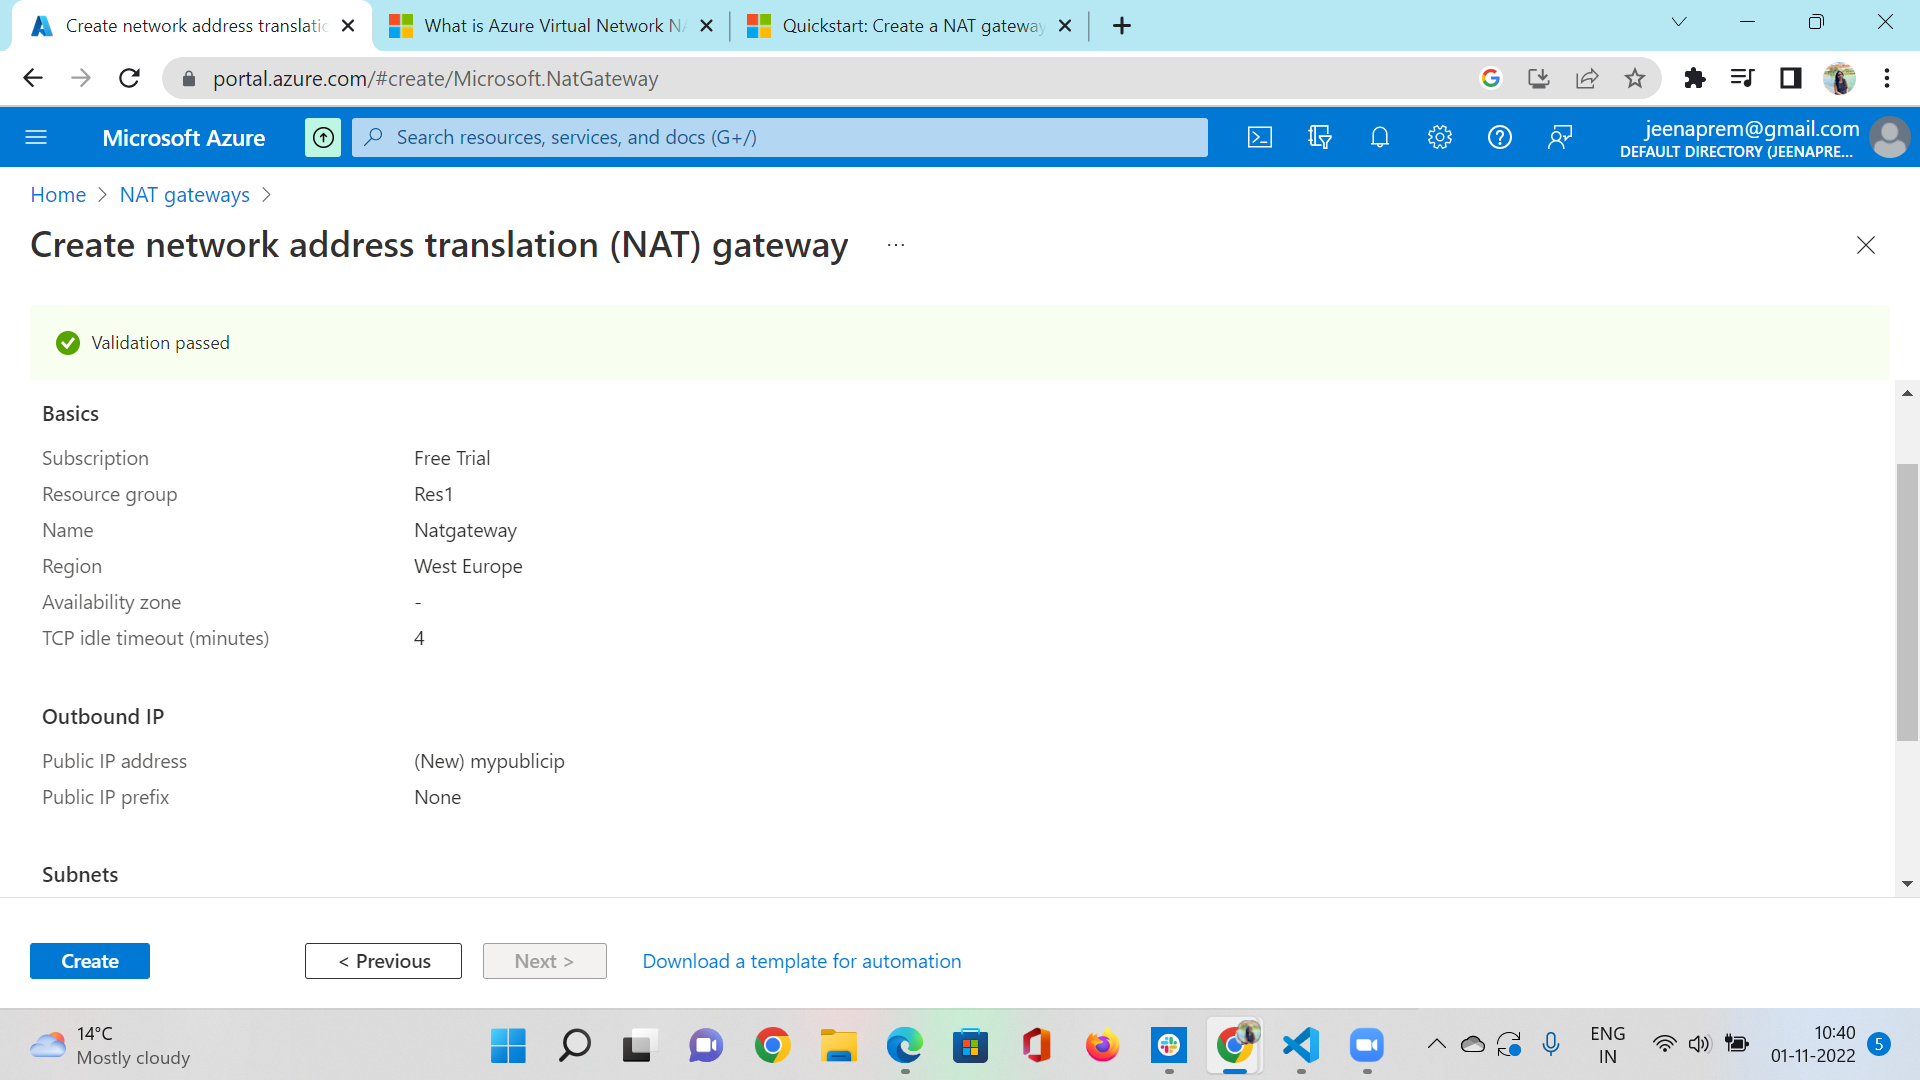 Create network address translatic
What is Azure Virtual Network NA
Quickstart: Create a NAT gateway
portal.azure.com/#create/Microsoft.NatGateway
Microsoft Azure
Search resources, services, and docs (G+/)
jeenaprem@gmail.com
DEFAULT DIRECTORY (JEENAPRE...
Home > NAT gateways >
Create network address translation (NAT) gateway ...
Validation passed
Basics
Subscription Free Trial
Resource group Res1
Name Natgateway
Region West Europe
Availability zone -
TCP idle timeout (minutes) 4
Outbound IP
Public IP address (New) mypublicip
Public IP prefix None
Subnets
Create
< Previous
Next >
Download a template for automation
14°C
Mostly cloudy
ENG
IN
10:40
01-11-2022
5